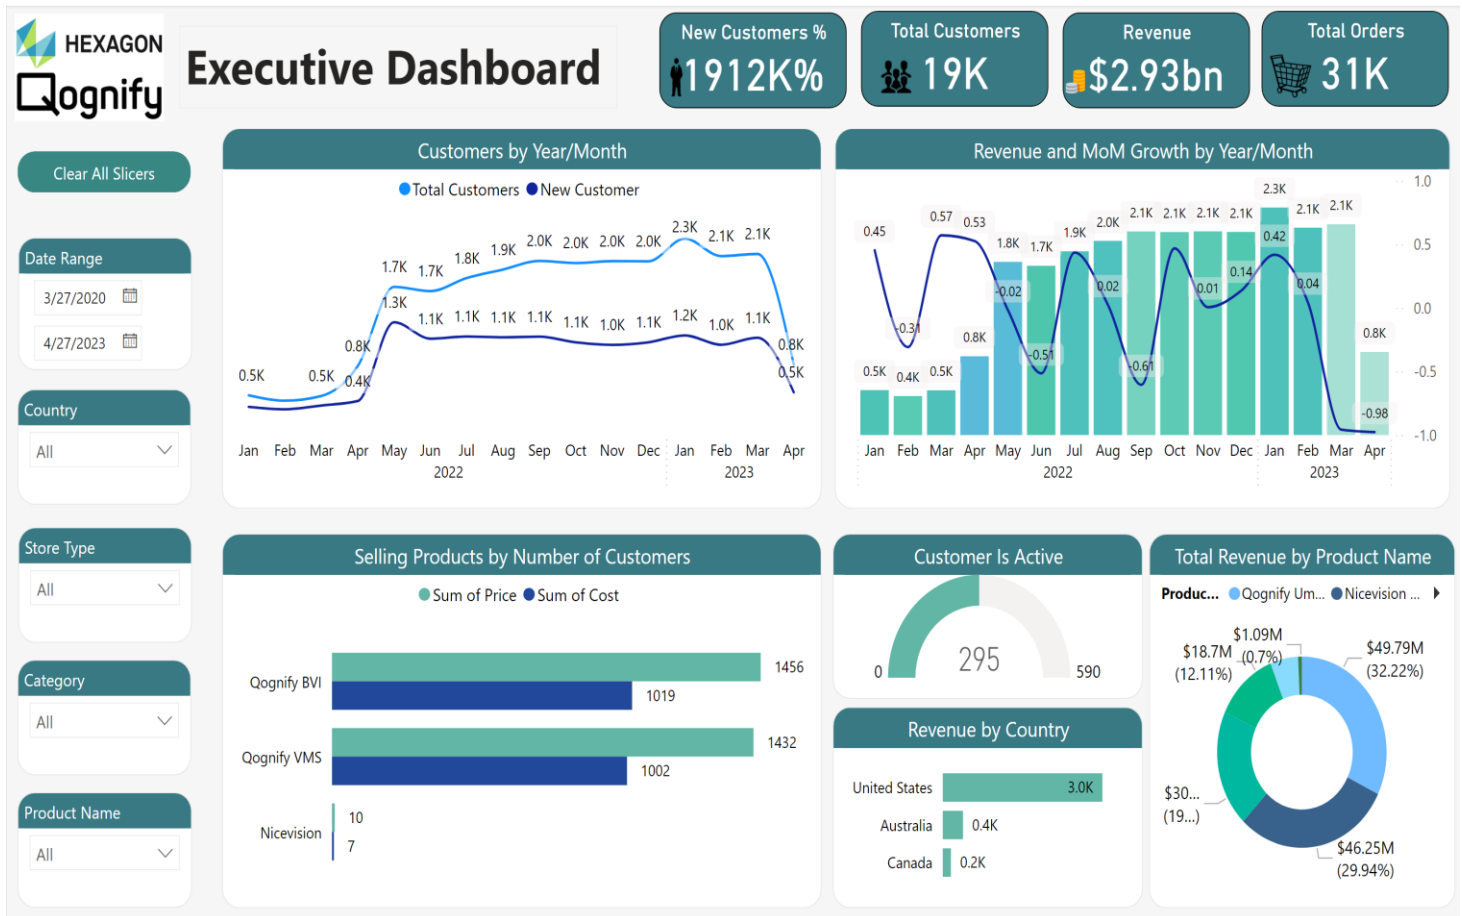 HEXAGON
Qognify
Executive Dashboard
New Customers %
1912K%
Total Customers
19K
Revenue
$2.93bn
Total Orders
31K
Clear All Slicers
Date Range
3/27/2020
4/27/2023
Country
All
Store Type
All
Category
All
Product Name
All
Customers by Year/Month
Total Customers New Customer
0.5K 0.5K 0.8K 1.7K 1.7K 1.8K 1.9K 2.0K 2.0K 2.0K 2.0K 2.3K 2.1K 2.1K 0.8K
0.4K 1.3K 1.1K 1.1K 1.1K 1.1K 1.1K 1.0K 1.1K 1.2K 1.0K 1.1K 0.5K
Jan Feb Mar Apr May Jun Jul Aug Sep Oct Nov Dec Jan Feb Mar Apr
2022 2023
Revenue and MoM Growth by Year/Month
0.5K 0.4K 0.5K 0.8K 1.8K 1.7K 1.9K 2.0K 2.1K 2.1K 2.1K 2.1K 2.3K 2.1K 2.1K 0.8K
0.45 -0.31 0.57 0.53 -0.02 -0.51 0.02 -0.61 0.01 0.14 0.42 0.04 -0.98
1.0
0.5
0.0
-0.5
-1.0
Jan Feb Mar Apr May Jun Jul Aug Sep Oct Nov Dec Jan Feb Mar Apr
2022 2023
Selling Products by Number of Customers
Sum of Price Sum of Cost
Qognify BVI
1456
1019
Qognify VMS
1432
1002
Nicevision
10
7
Customer Is Active
0 295 590
Revenue by Country
United States 3.0K
Australia 0.4K
Canada 0.2K
Total Revenue by Product Name
Produc... Qognify Um... Nicevision ...
$1.09M
(0.7%)
$49.79M
(32.22%)
$18.7M
(12.11%)
$30...
(19...)
$46.25M
(29.94%)